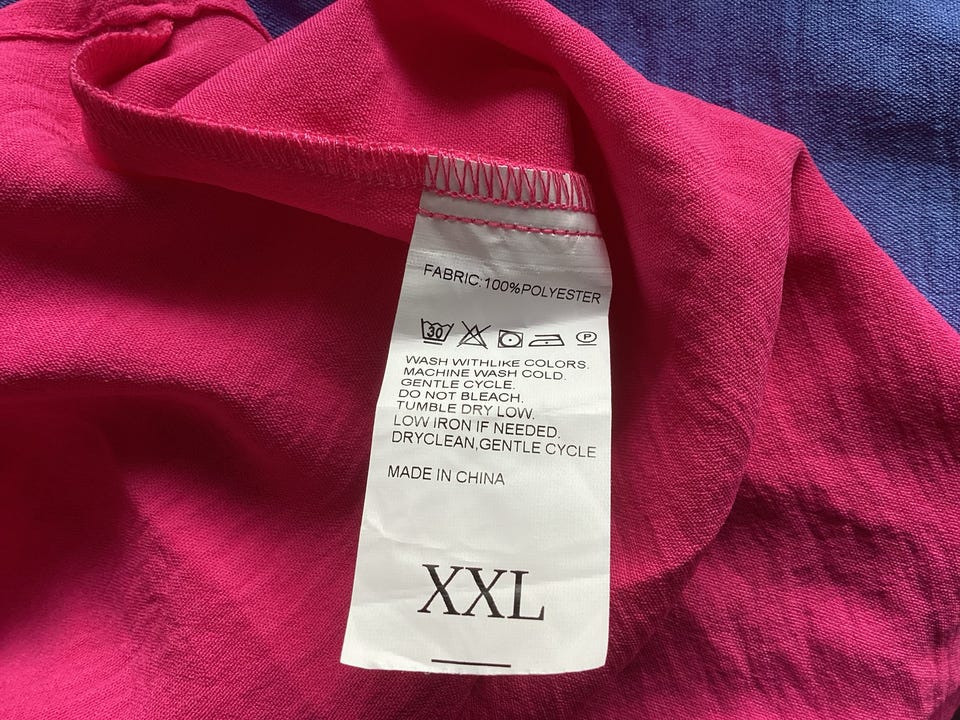 FABRIC:100%POLYESTER
30 P
WASH WITHLIKE COLORS.
MACHINE WASH COLD.
GENTLE CYCLE.
DO NOT BLEACH.
TUMBLE DRY LOW.
LOW IRON IF NEEDED.
DRYCLEAN,GENTLE CYCLE
MADE IN CHINA
XXL